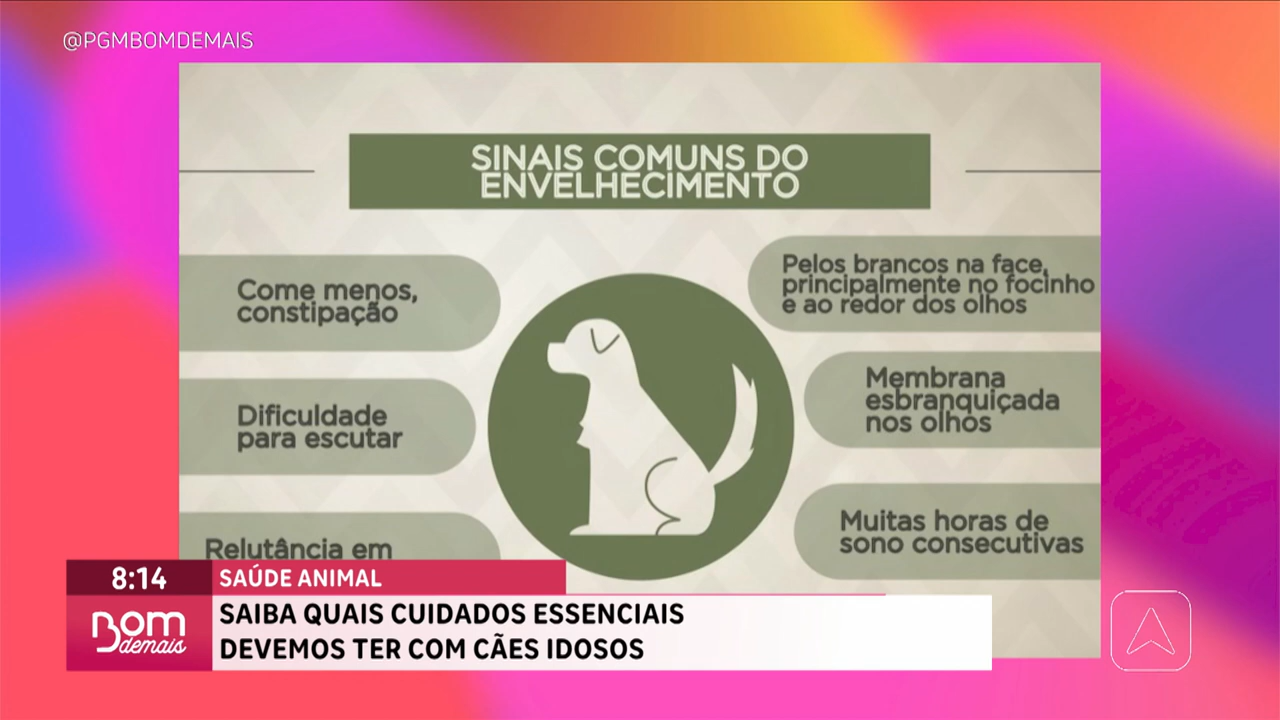 @PGMBOMDEMAIS
SINAIS COMUNS DO
ENVELHECIMENTO
Come menos,
constipação
Dificuldade
para escutar
Relutância em
Pelos brancos na face,
principalmente no focinho
e ao redor dos olhos
Membrana
esbranquiçada
nos olhos
Muitas horas de
sono consecutivas
8:14
SAÚDE ANIMAL
Bom
demais
SAIBA QUAIS CUIDADOS ESSENCIAIS
DEVEMOS TER COM CÃES IDOSOS